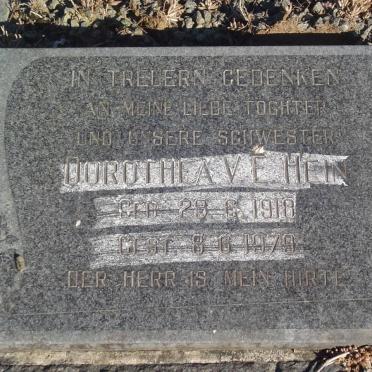 IN TREUERN GEDENKEN
AN MEINE LIEBE TOCHTER
UND UNSERE SCHWESTER
DOROTHEA V E HEIN
GEB 29 6 1918
GEST 8 6 1979
DER HERR IS MEIN HIRTE